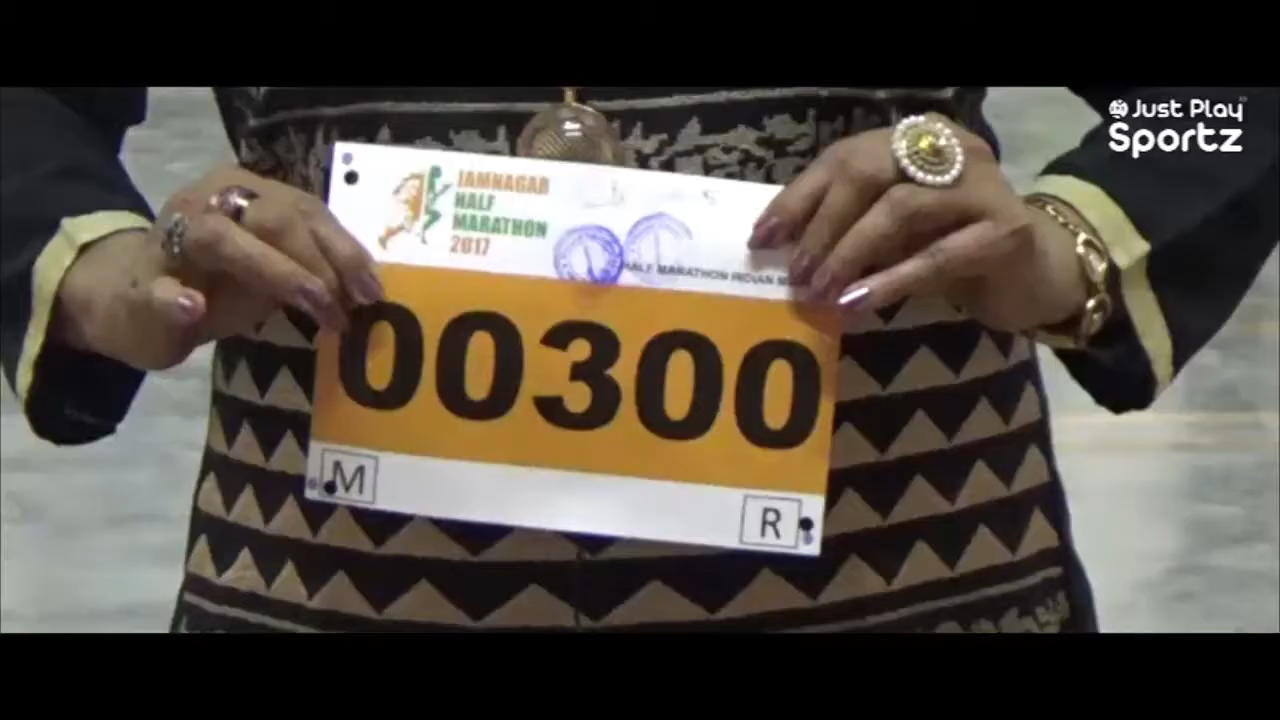 Just Play
Sportz
JAMNAGAR
HALF
MARATHON
2017
HALF MARATHON INDIAN
00300
M
R